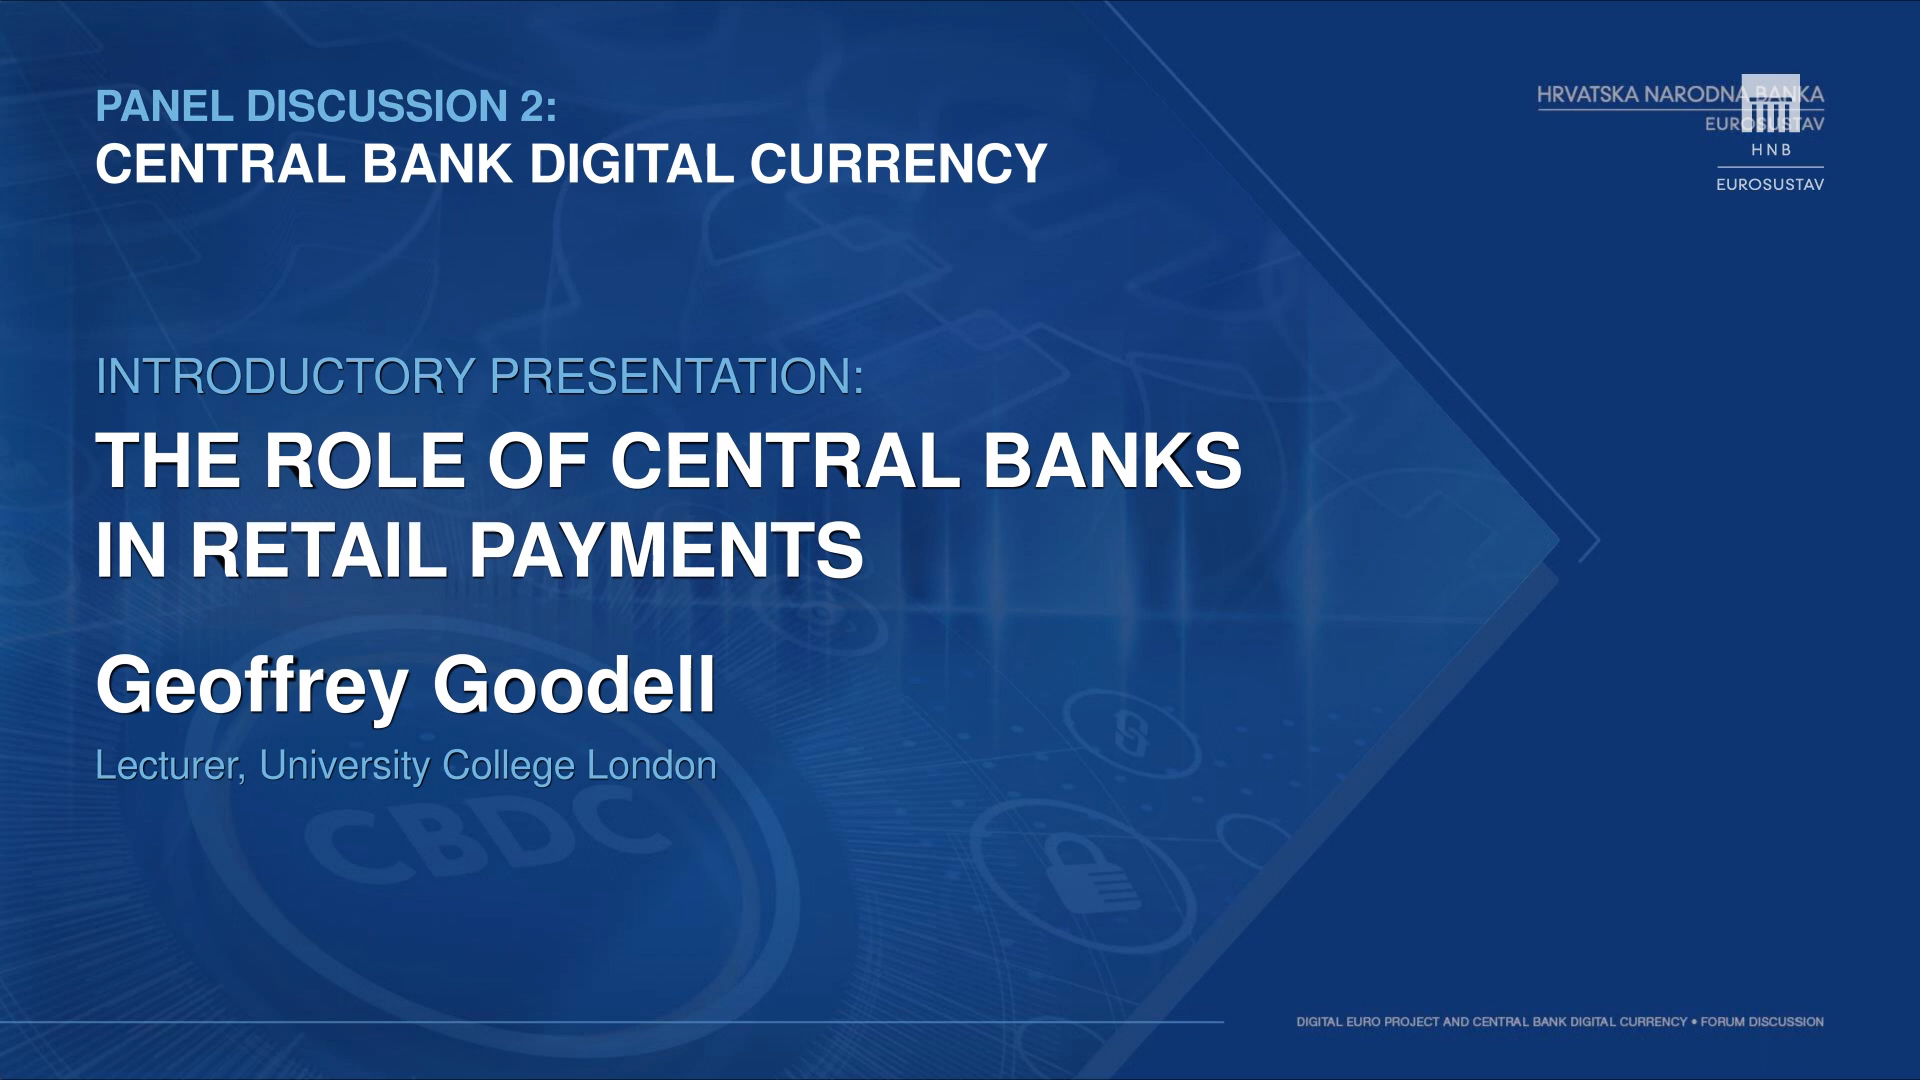 PANEL DISCUSSION 2:
CENTRAL BANK DIGITAL CURRENCY
HRVATSKA NARODNA BANKA
EUROSUSTAV
HNB
EUROSUSTAV
INTRODUCTORY PRESENTATION:
THE ROLE OF CENTRAL BANKS
IN RETAIL PAYMENTS
Geoffrey Goodell
Lecturer, University College London
CBDC
DIGITAL EURO PROJECT AND CENTRAL BANK DIGITAL CURRENCY • FORUM DISCUSSION